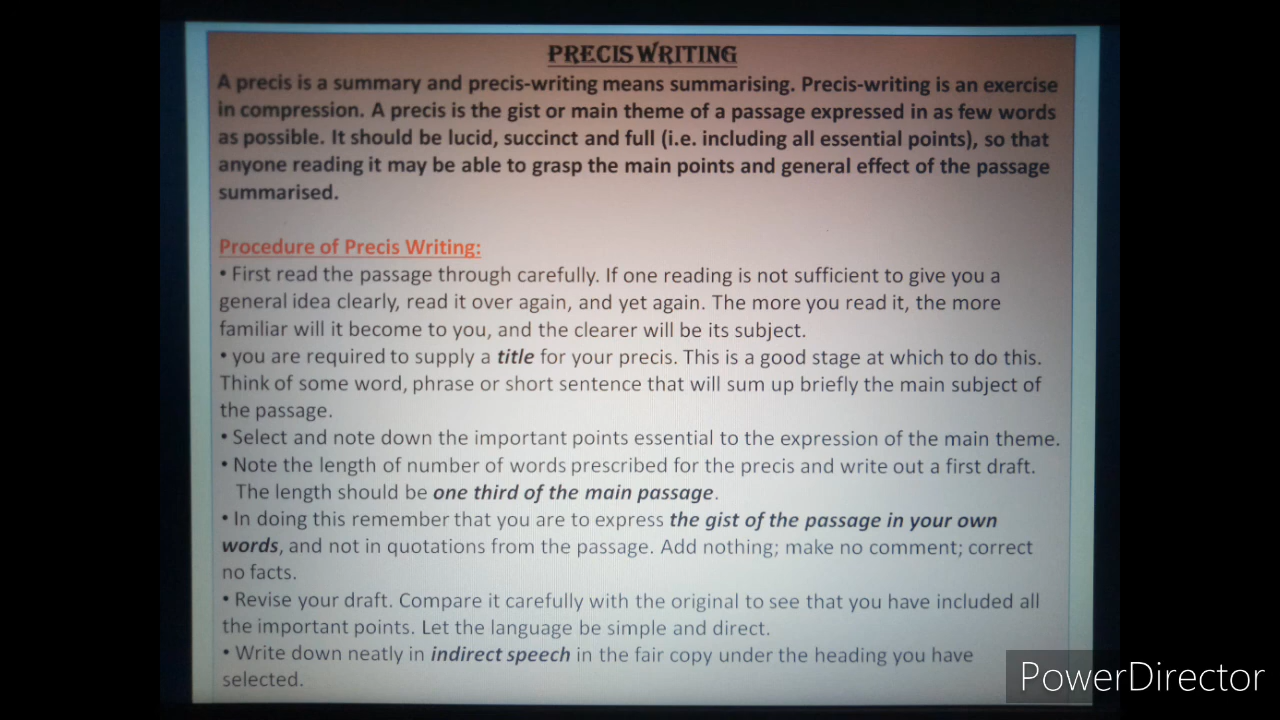 PRECIS WRITING
A precis is a summary and precis-writing means summarising. Precis-writing is an exercise
in compression. A precis is the gist or main theme of a passage expressed in as few words
as possible. It should be lucid, succinct and full (i.e. including all essential points), so that
anyone reading it may be able to grasp the main points and general effect of the passage
summarised.
Procedure of Precis Writing:
• First read the passage through carefully. If one reading is not sufficient to give you a
general idea clearly, read it over again, and yet again. The more you read it, the more
familiar will it become to you, and the clearer will be its subject.
• you are required to supply a title for your precis. This is a good stage at which to do this.
Think of some word, phrase or short sentence that will sum up briefly the main subject of
the passage.
• Select and note down the important points essential to the expression of the main theme.
• Note the length of number of words prescribed for the precis and write out a first draft.
The length should be one third of the main passage.
• In doing this remember that you are to express the gist of the passage in your own
words, and not in quotations from the passage. Add nothing; make no comment; correct
no facts.
• Revise your draft. Compare it carefully with the original to see that you have included all
the important points. Let the language be simple and direct.
• Write down neatly in indirect speech in the fair copy under the heading you have
selected.
PowerDirector